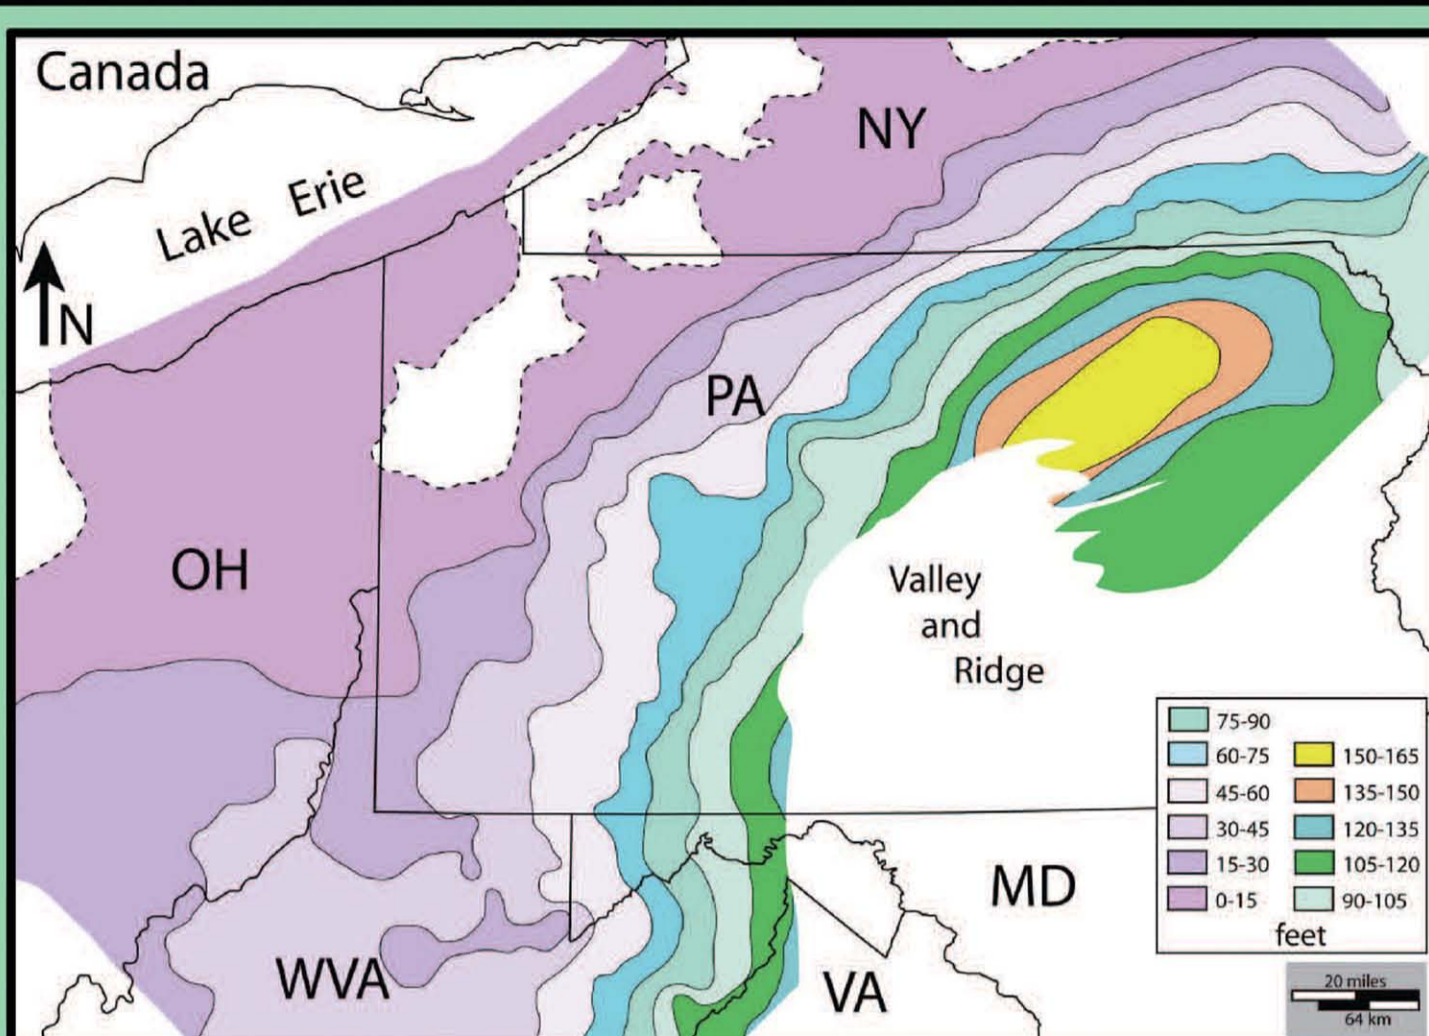 Canada
Lake Erie
NY
N
PA
OH
Valley
and
Ridge
75-90
60-75
150-165
45-60
135-150
30-45
120-135
15-30
105-120
0-15
90-105
feet
MD
WVA
VA
20 miles
64 km